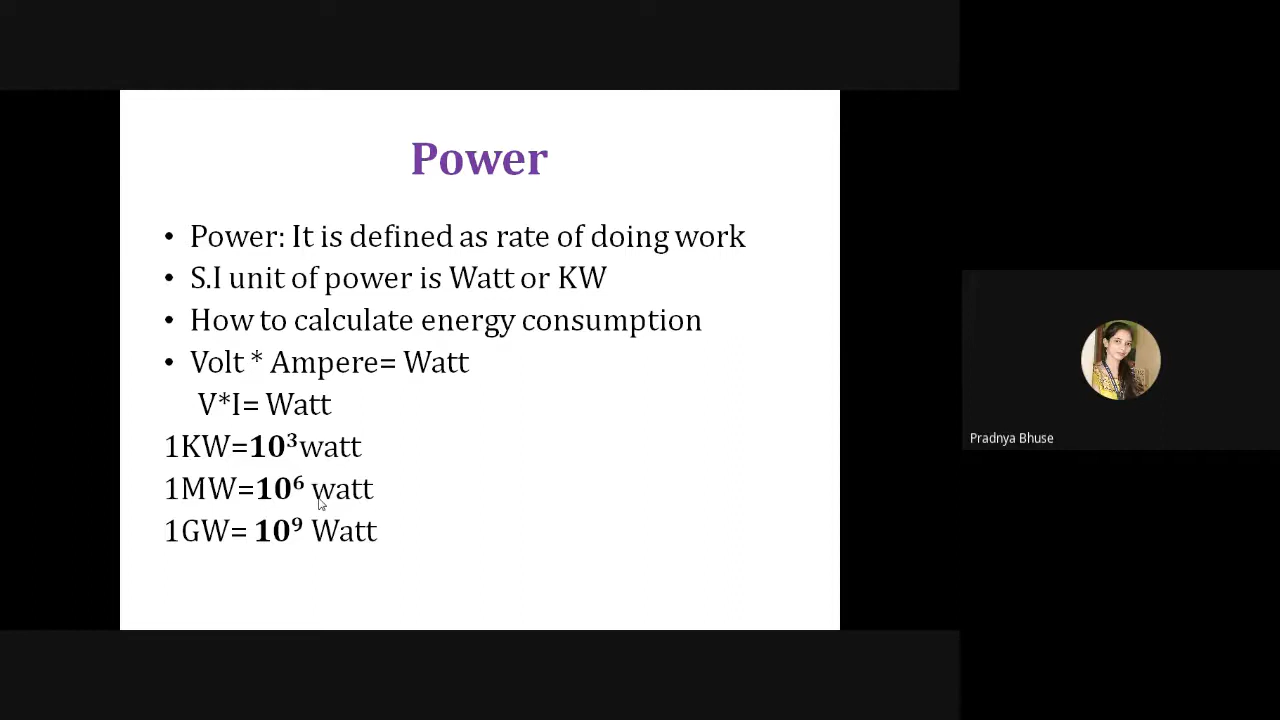 Power
• Power: It is defined as rate of doing work
• S.I unit of power is Watt or KW
• How to calculate energy consumption
• Volt * Ampere= Watt
V*I= Watt
1KW=10³watt
1MW=10⁶ watt
1GW= 10⁹ Watt
Pradnya Bhuse